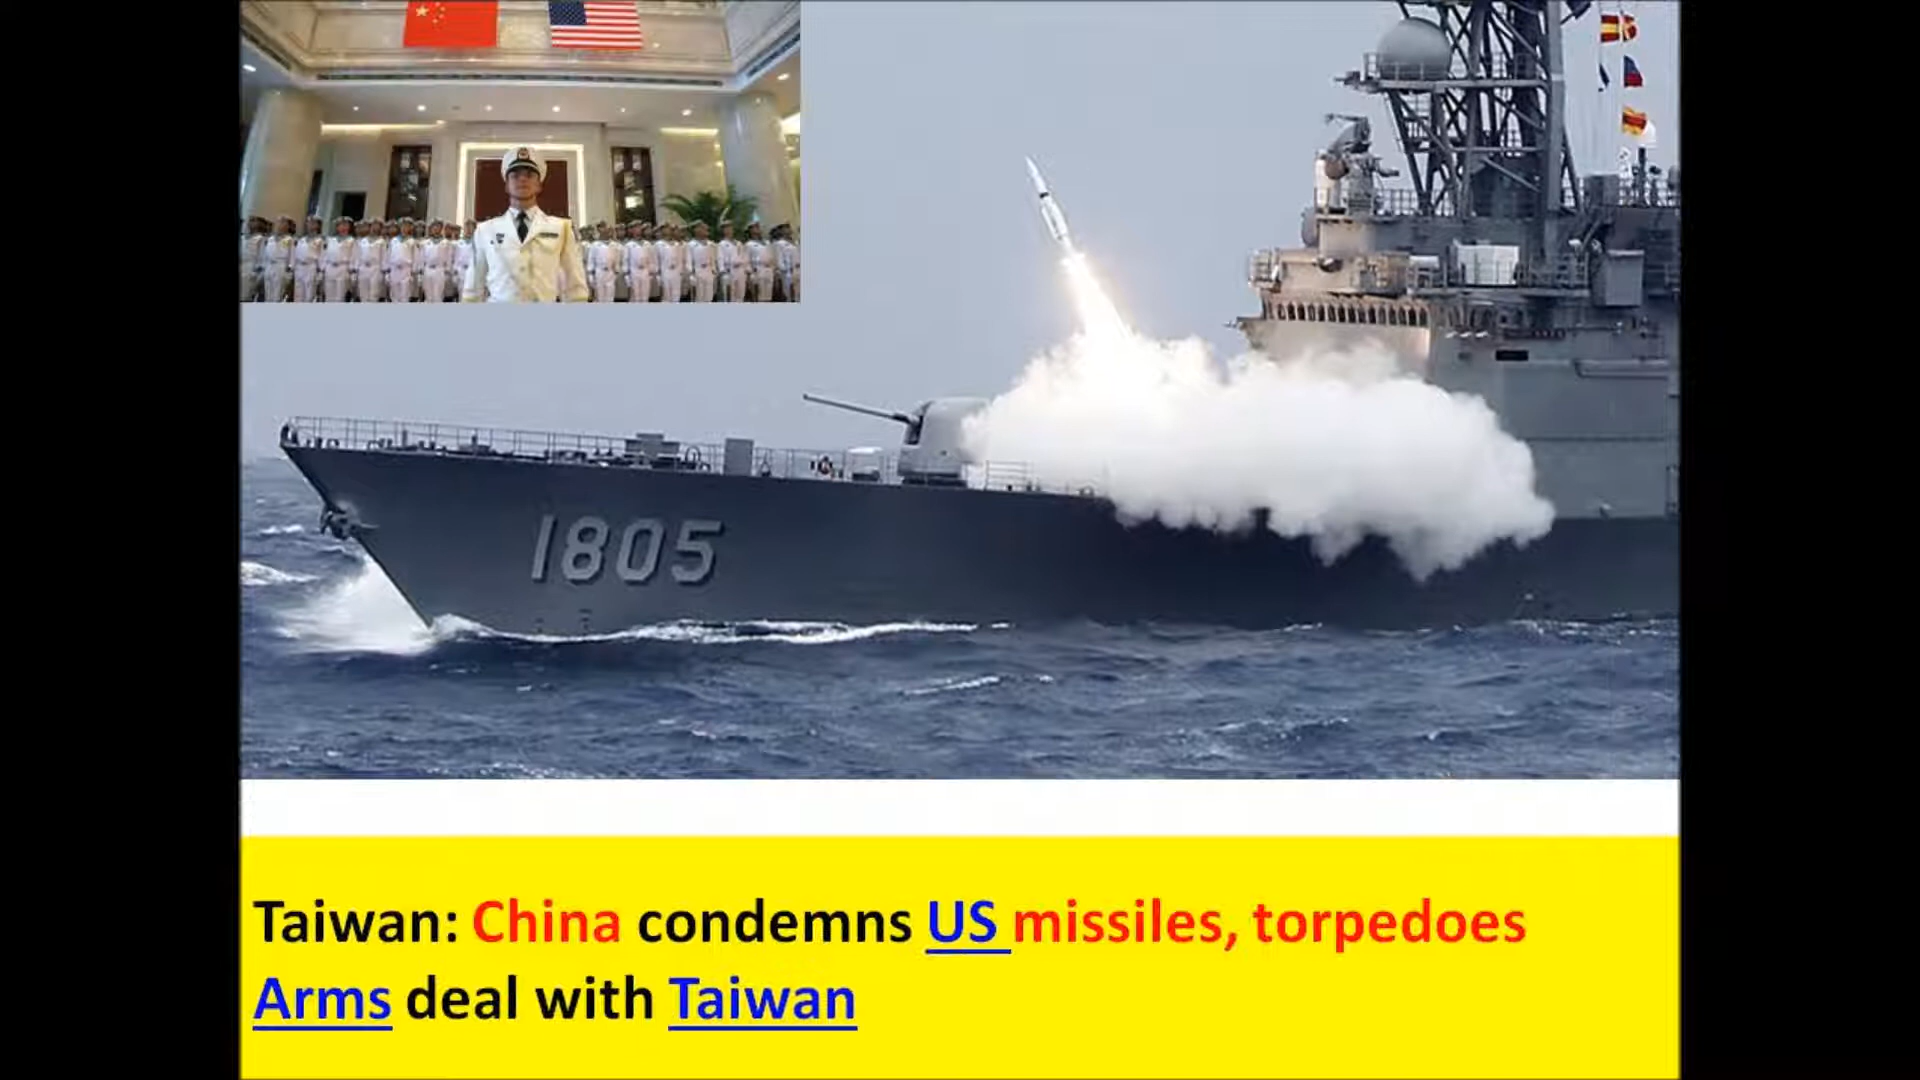 1805
Taiwan: China condemns US missiles, torpedoes
Arms deal with Taiwan